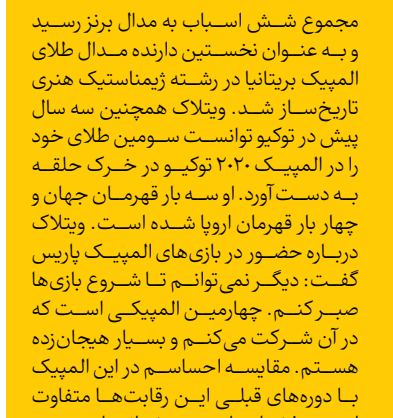 مجموع شش اسباب به مدال برنز رسید
و به عنوان نخستین دارنده مدال طلای
المپیک بریتانیا در رشته ژیمناستیک هنری
تاریخ‌ساز شد. ویتلاک همچنین سه سال
پیش در توکیو توانست سومین طلای خود
را در المپیک ۲۰۲۰ توکیو در خرک حلقه
به دست آورد. او سه بار قهرمان جهان و
چهار بار قهرمان اروپا شده است. ویتلاک
درباره حضور در بازی‌های المپیک پاریس
گفت: دیگر نمی‌توانم تا شروع بازی‌ها
صبر کنم. چهارمین المپیکی است که
در آن شرکت می‌کنم و بسیار هیجان‌زده
هستم. مقایسه احساسم در این المپیک
با دوره‌های قبلی این رقابت‌ها متفاوت